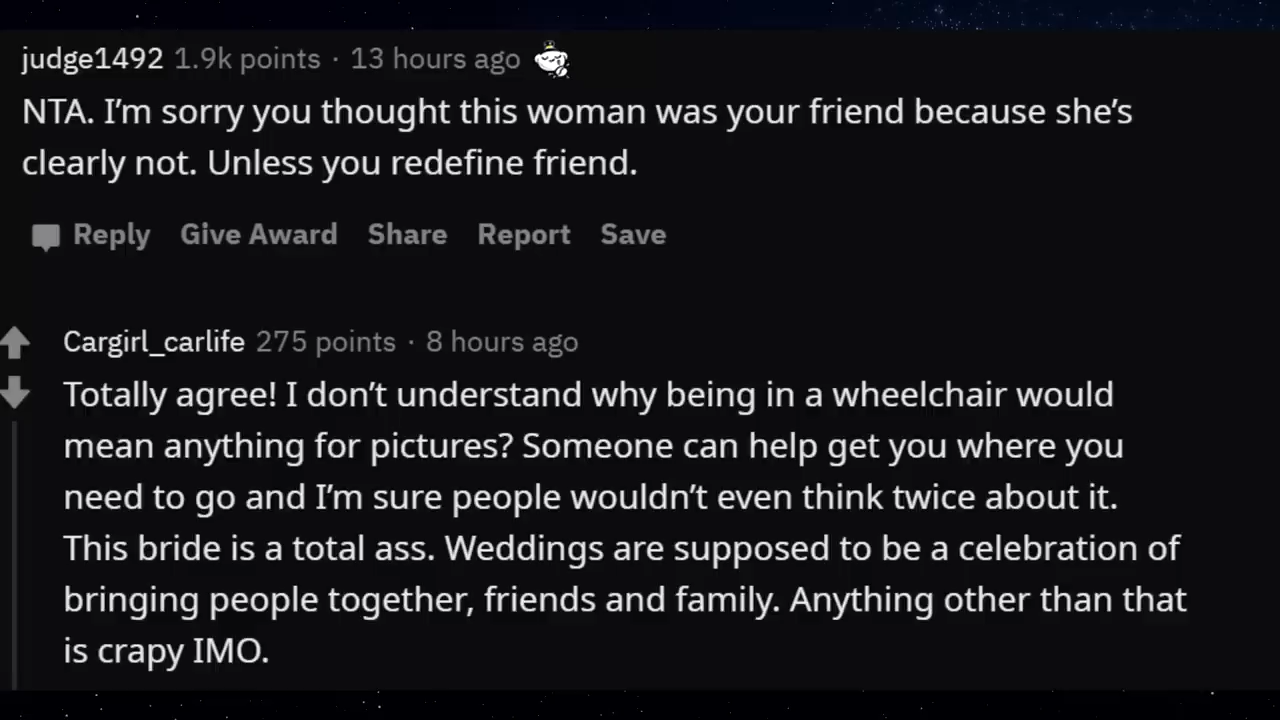 judge1492 1.9k points · 13 hours ago
NTA. I’m sorry you thought this woman was your friend because she’s
clearly not. Unless you redefine friend.
Reply Give Award Share Report Save
Cargirl_carlife 275 points · 8 hours ago
Totally agree! I don’t understand why being in a wheelchair would
mean anything for pictures? Someone can help get you where you
need to go and I’m sure people wouldn’t even think twice about it.
This bride is a total ass. Weddings are supposed to be a celebration of
bringing people together, friends and family. Anything other than that
is crapy IMO.